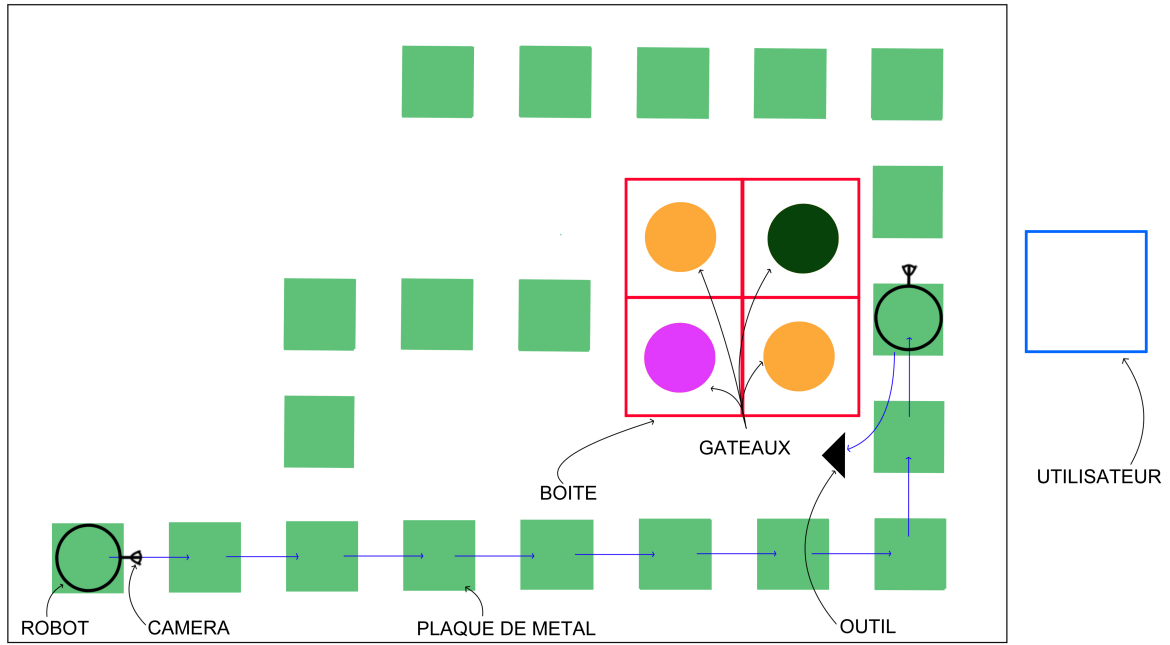 GATEAUX
UTILISATEUR
BOITE
ROBOT
CAMERA
PLAQUE DE METAL
OUTIL